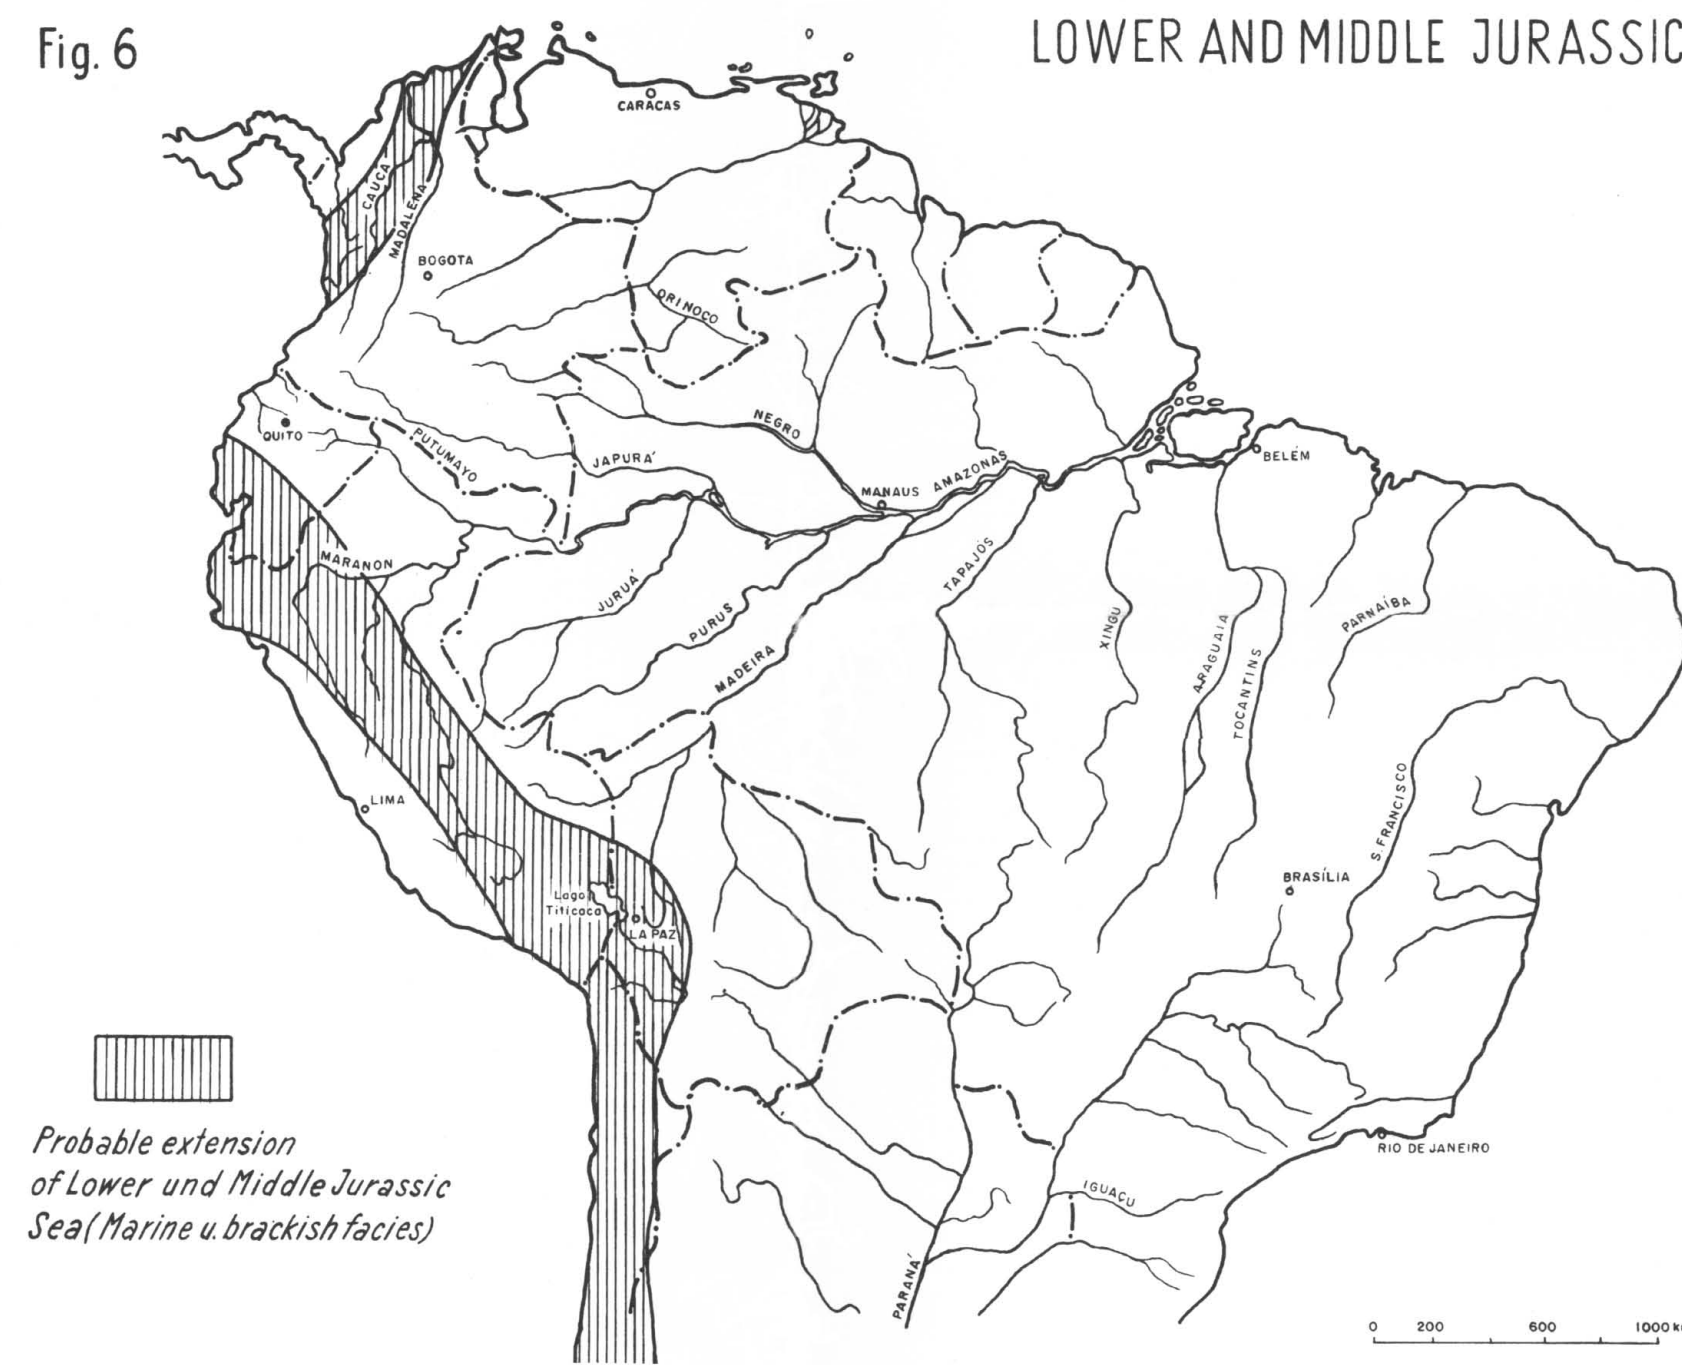 Fig. 6
LOWER AND MIDDLE JURASSIC
CARACAS
CAUCA
MADALENA
BOGOTA
ORINOCO
QUITO
PUTUMAYO
NEGRO
JAPURA'
MANAUS
AMAZONAS
BELÉM
MARANON
JURUA'
PURUS
MADEIRA
TAPAJÓS
XINGU
ARAGUAIA
TOCANTINS
PARNAÍBA
LIMA
S. FRANCISCO
BRASÍLIA
Lago
Titicaca
LA PAZ
Probable extension
of Lower und Middle Jurassic
Sea (Marine u. brackish facies)
RIO DE JANEIRO
IGUAÇU
PARANA'
0 200 600 1000 k